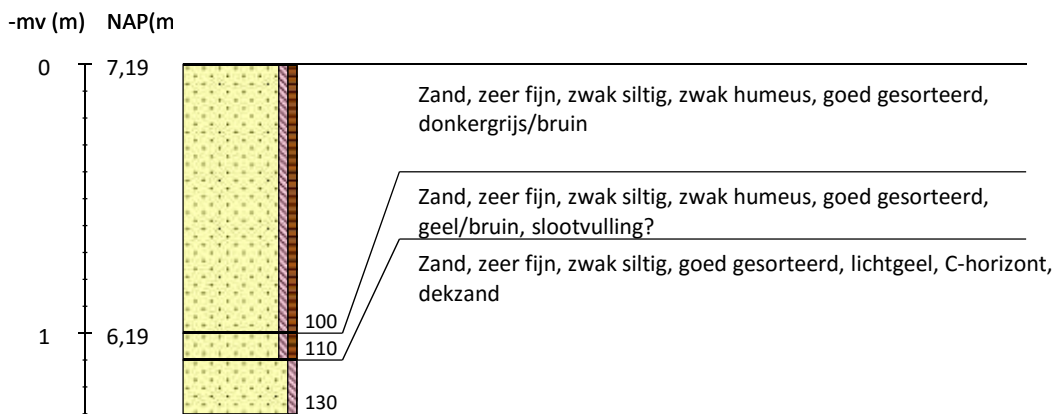 -mv (m) NAP(m
0 7,19
Zand, zeer fijn, zwak siltig, zwak humeus, goed gesorteerd,
donkergrijs/bruin
Zand, zeer fijn, zwak siltig, zwak humeus, goed gesorteerd,
geel/bruin, slootvulling?
Zand, zeer fijn, zwak siltig, goed gesorteerd, lichtgeel, C-horizont,
dekzand
100
1 6,19
110
130